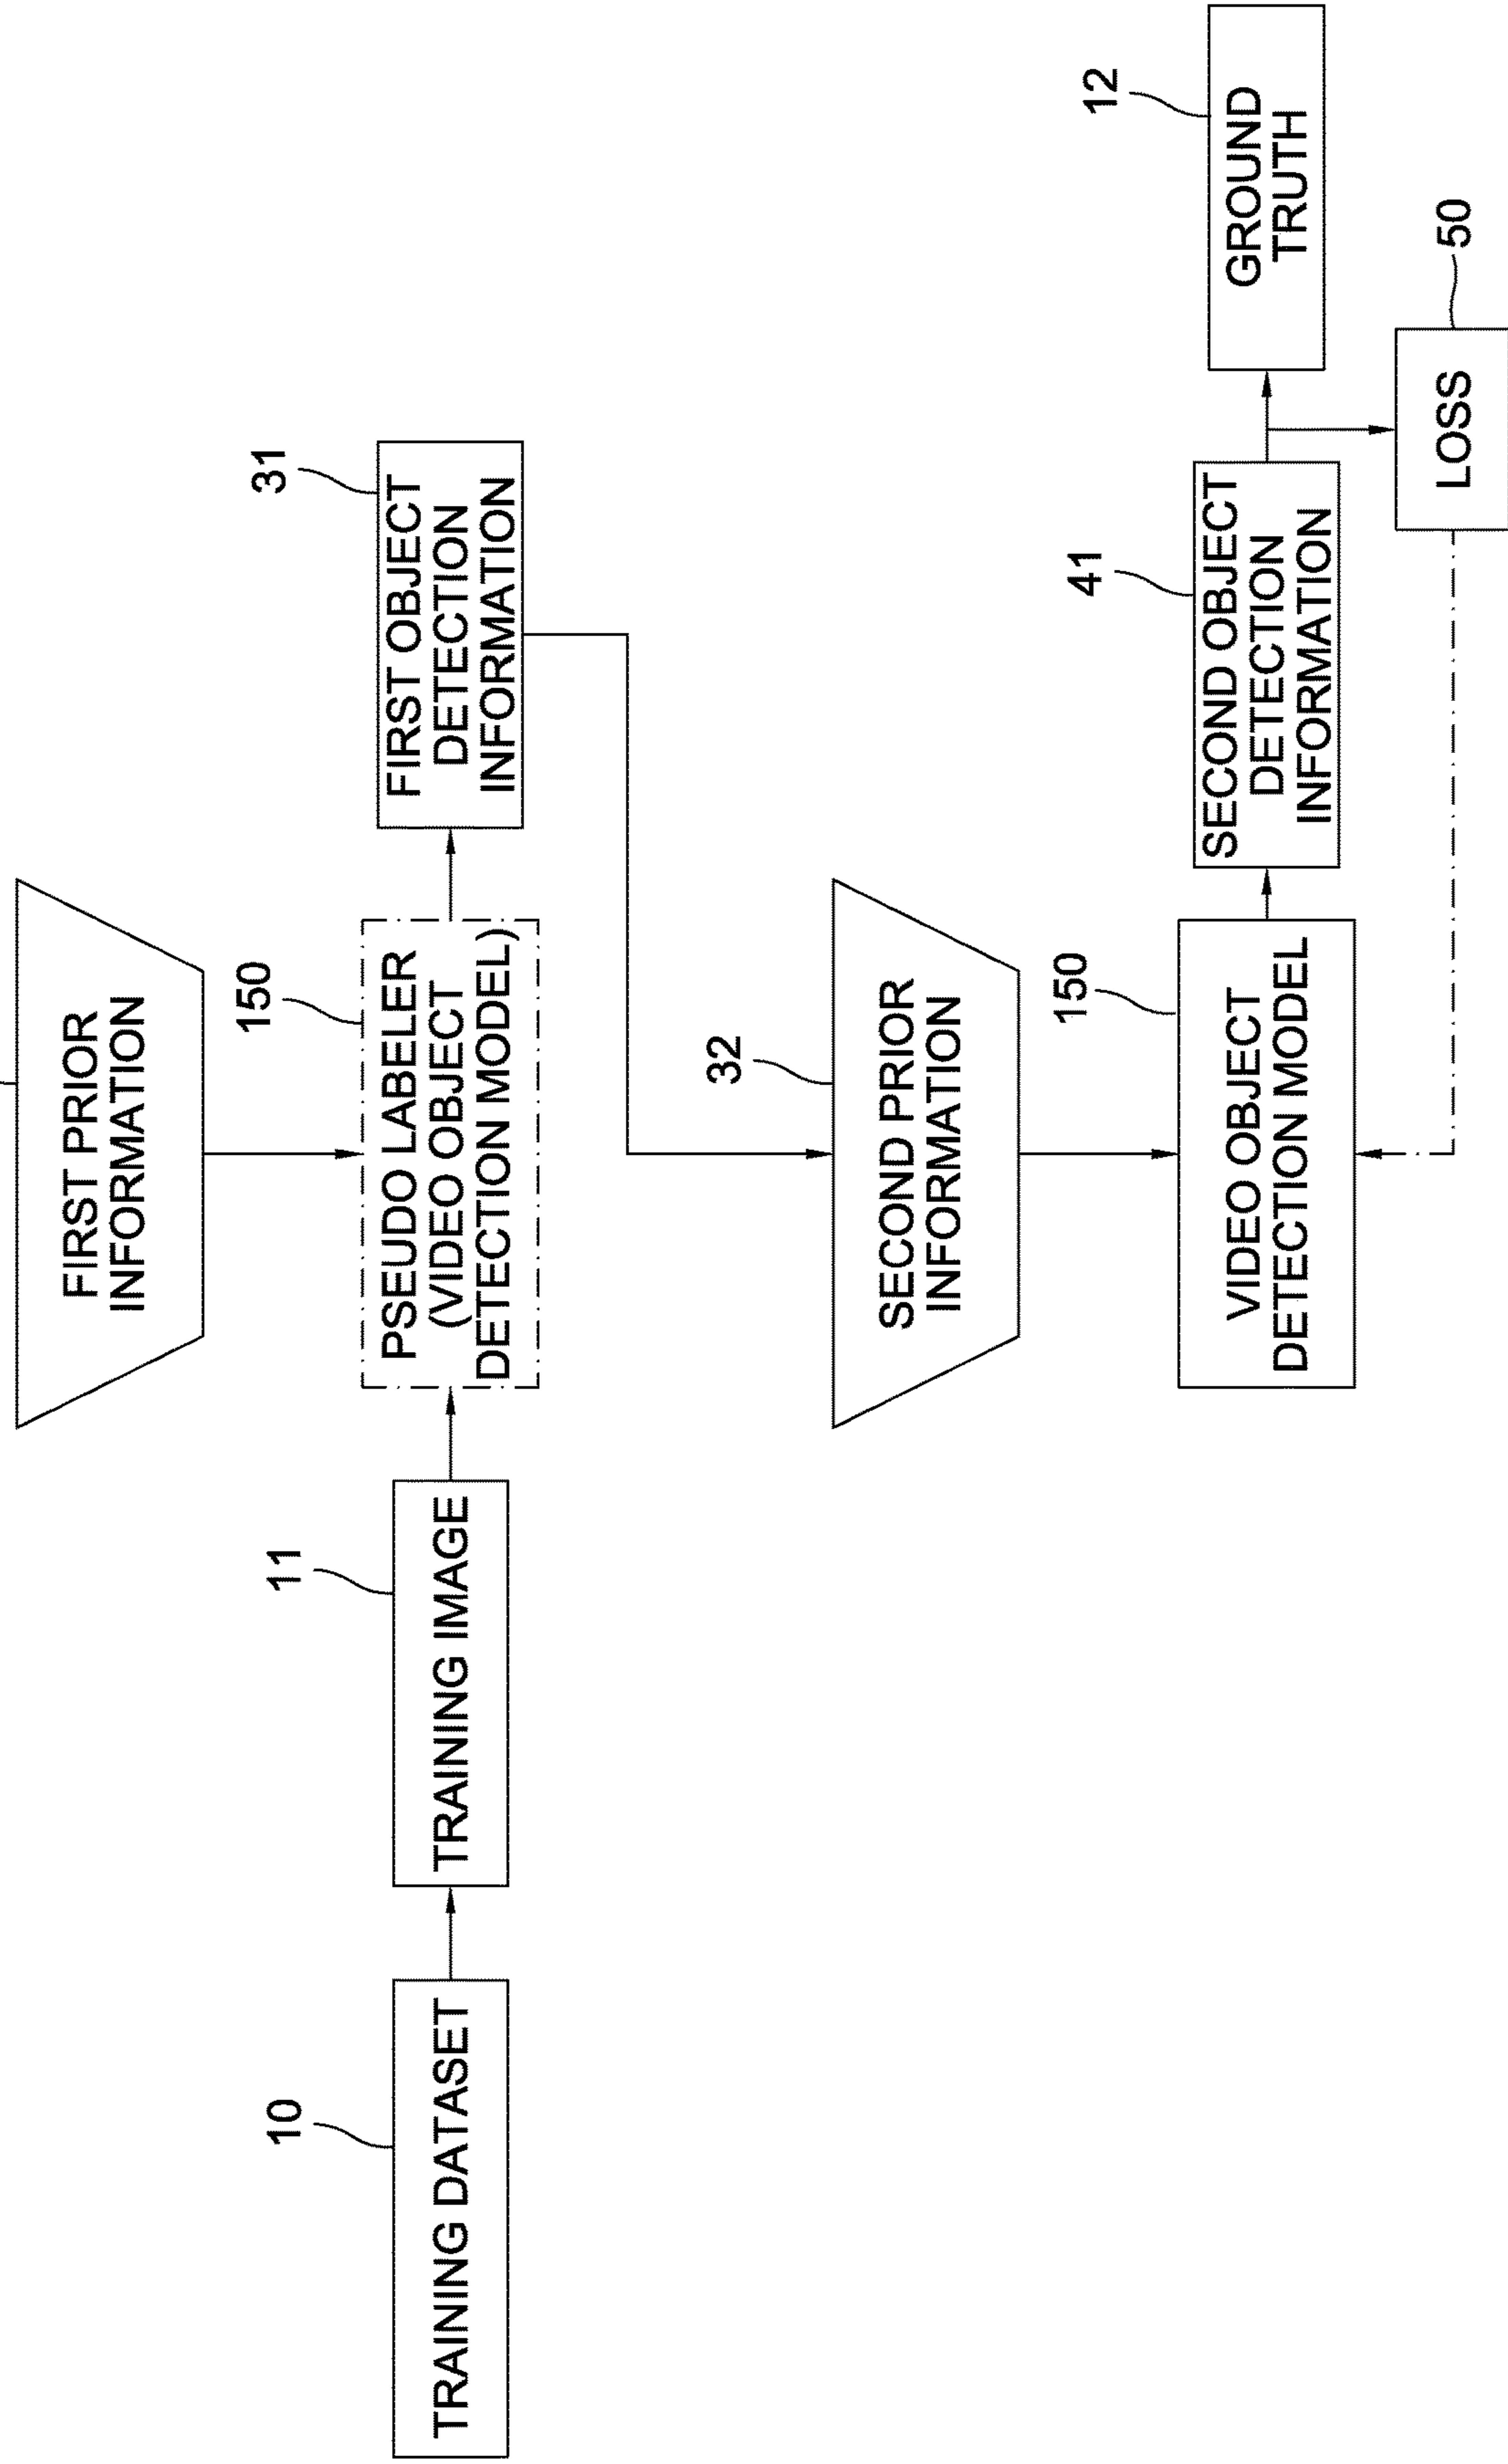 FIRST PRIOR
INFORMATION
10
TRAINING DATASET
11
TRAINING IMAGE
150
PSEUDO LABELER
(VIDEO OBJECT
DETECTION MODEL)
31
FIRST OBJECT
DETECTION
INFORMATION
32
SECOND PRIOR
INFORMATION
150
VIDEO OBJECT
DETECTION MODEL
41
SECOND OBJECT
DETECTION
INFORMATION
12
GROUND
TRUTH
50
LOSS